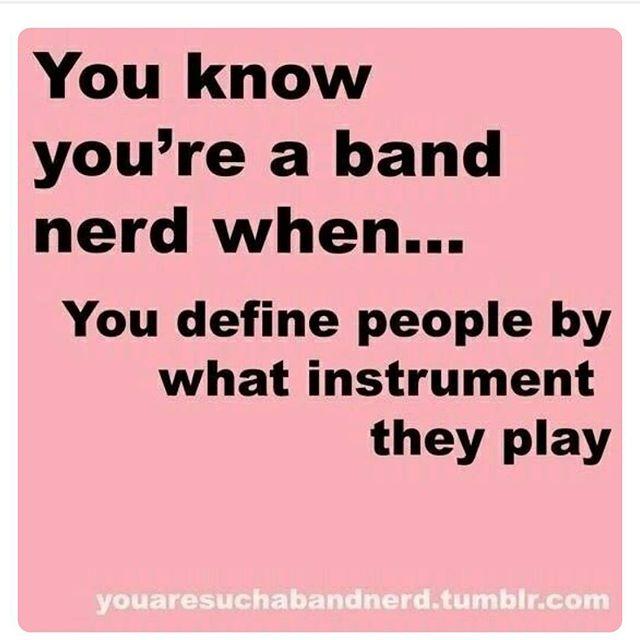 You know
you're a band
nerd when...
You define people by
what instrument
they play
youaresuchabandnerd.tumblr.com